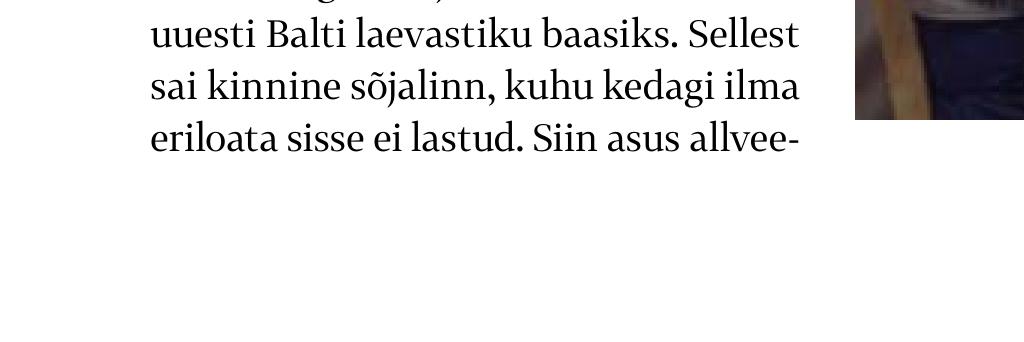 uuesti Balti laevastiku baasiks. Sellest
sai kinnine sõjalinn, kuhu kedagi ilma
eriloata sisse ei lastud. Siin asus allvee-